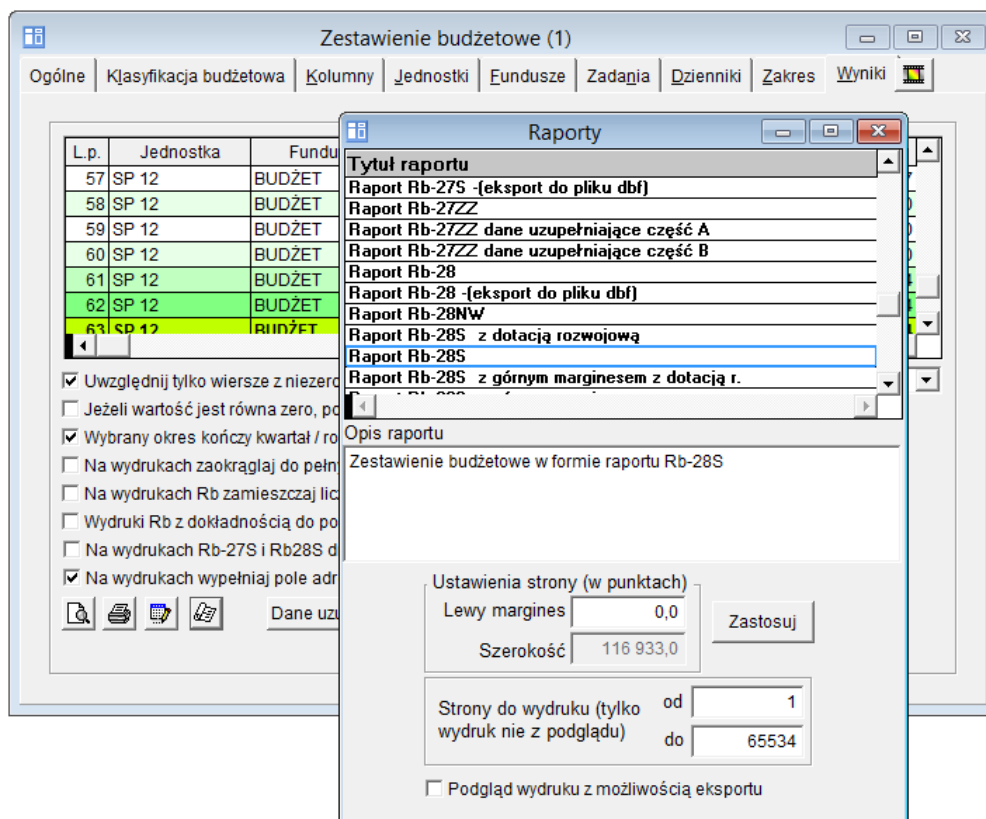 Zestawienie budżetowe (1)
Ogólne Klasyfikacja budżetowa Kolumny Jednostki Fundusze Zadania Dzienniki Zakres Wyniki
L.p. Jednostka Fundu
57 SP 12 BUDŻET
58 SP 12 BUDŻET
59 SP 12 BUDŻET
60 SP 12 BUDŻET
61 SP 12 BUDŻET
62 SP 12 BUDŻET
63 SP 12 BUDŻET
Uwzględnij tylko wiersze z niezerc
Jeżeli wartość jest równa zero, po
Wybrany okres kończy kwartał / ro
Na wydrukach zaokrąglaj do pełn
Na wydrukach Rb zamieszczaj lic
Wydruki Rb z dokładnością do po
Na wydrukach Rb-27S i Rb28S d
Na wydrukach wypełniaj pole adr
Dane uzu
Raporty
Tytuł raportu
Raport Rb-27S -(eksport do pliku dbf)
Raport Rb-27ZZ
Raport Rb-27ZZ dane uzupełniające część A
Raport Rb-27ZZ dane uzupełniające część B
Raport Rb-28
Raport Rb-28 -(eksport do pliku dbf)
Raport Rb-28NW
Raport Rb-28S z dotacją rozwojową
Raport Rb-28S
Raport Rb-28S z górnym marginesem z dotacją r.
Opis raportu
Zestawienie budżetowe w formie raportu Rb-28S
Ustawienia strony (w punktach)
Lewy margines 0,0
Szerokość 116 933,0
Zastosuj
Strony do wydruku (tylko
wydruk nie z podglądu)
od 1
do 65534
Podgląd wydruku z możliwością eksportu